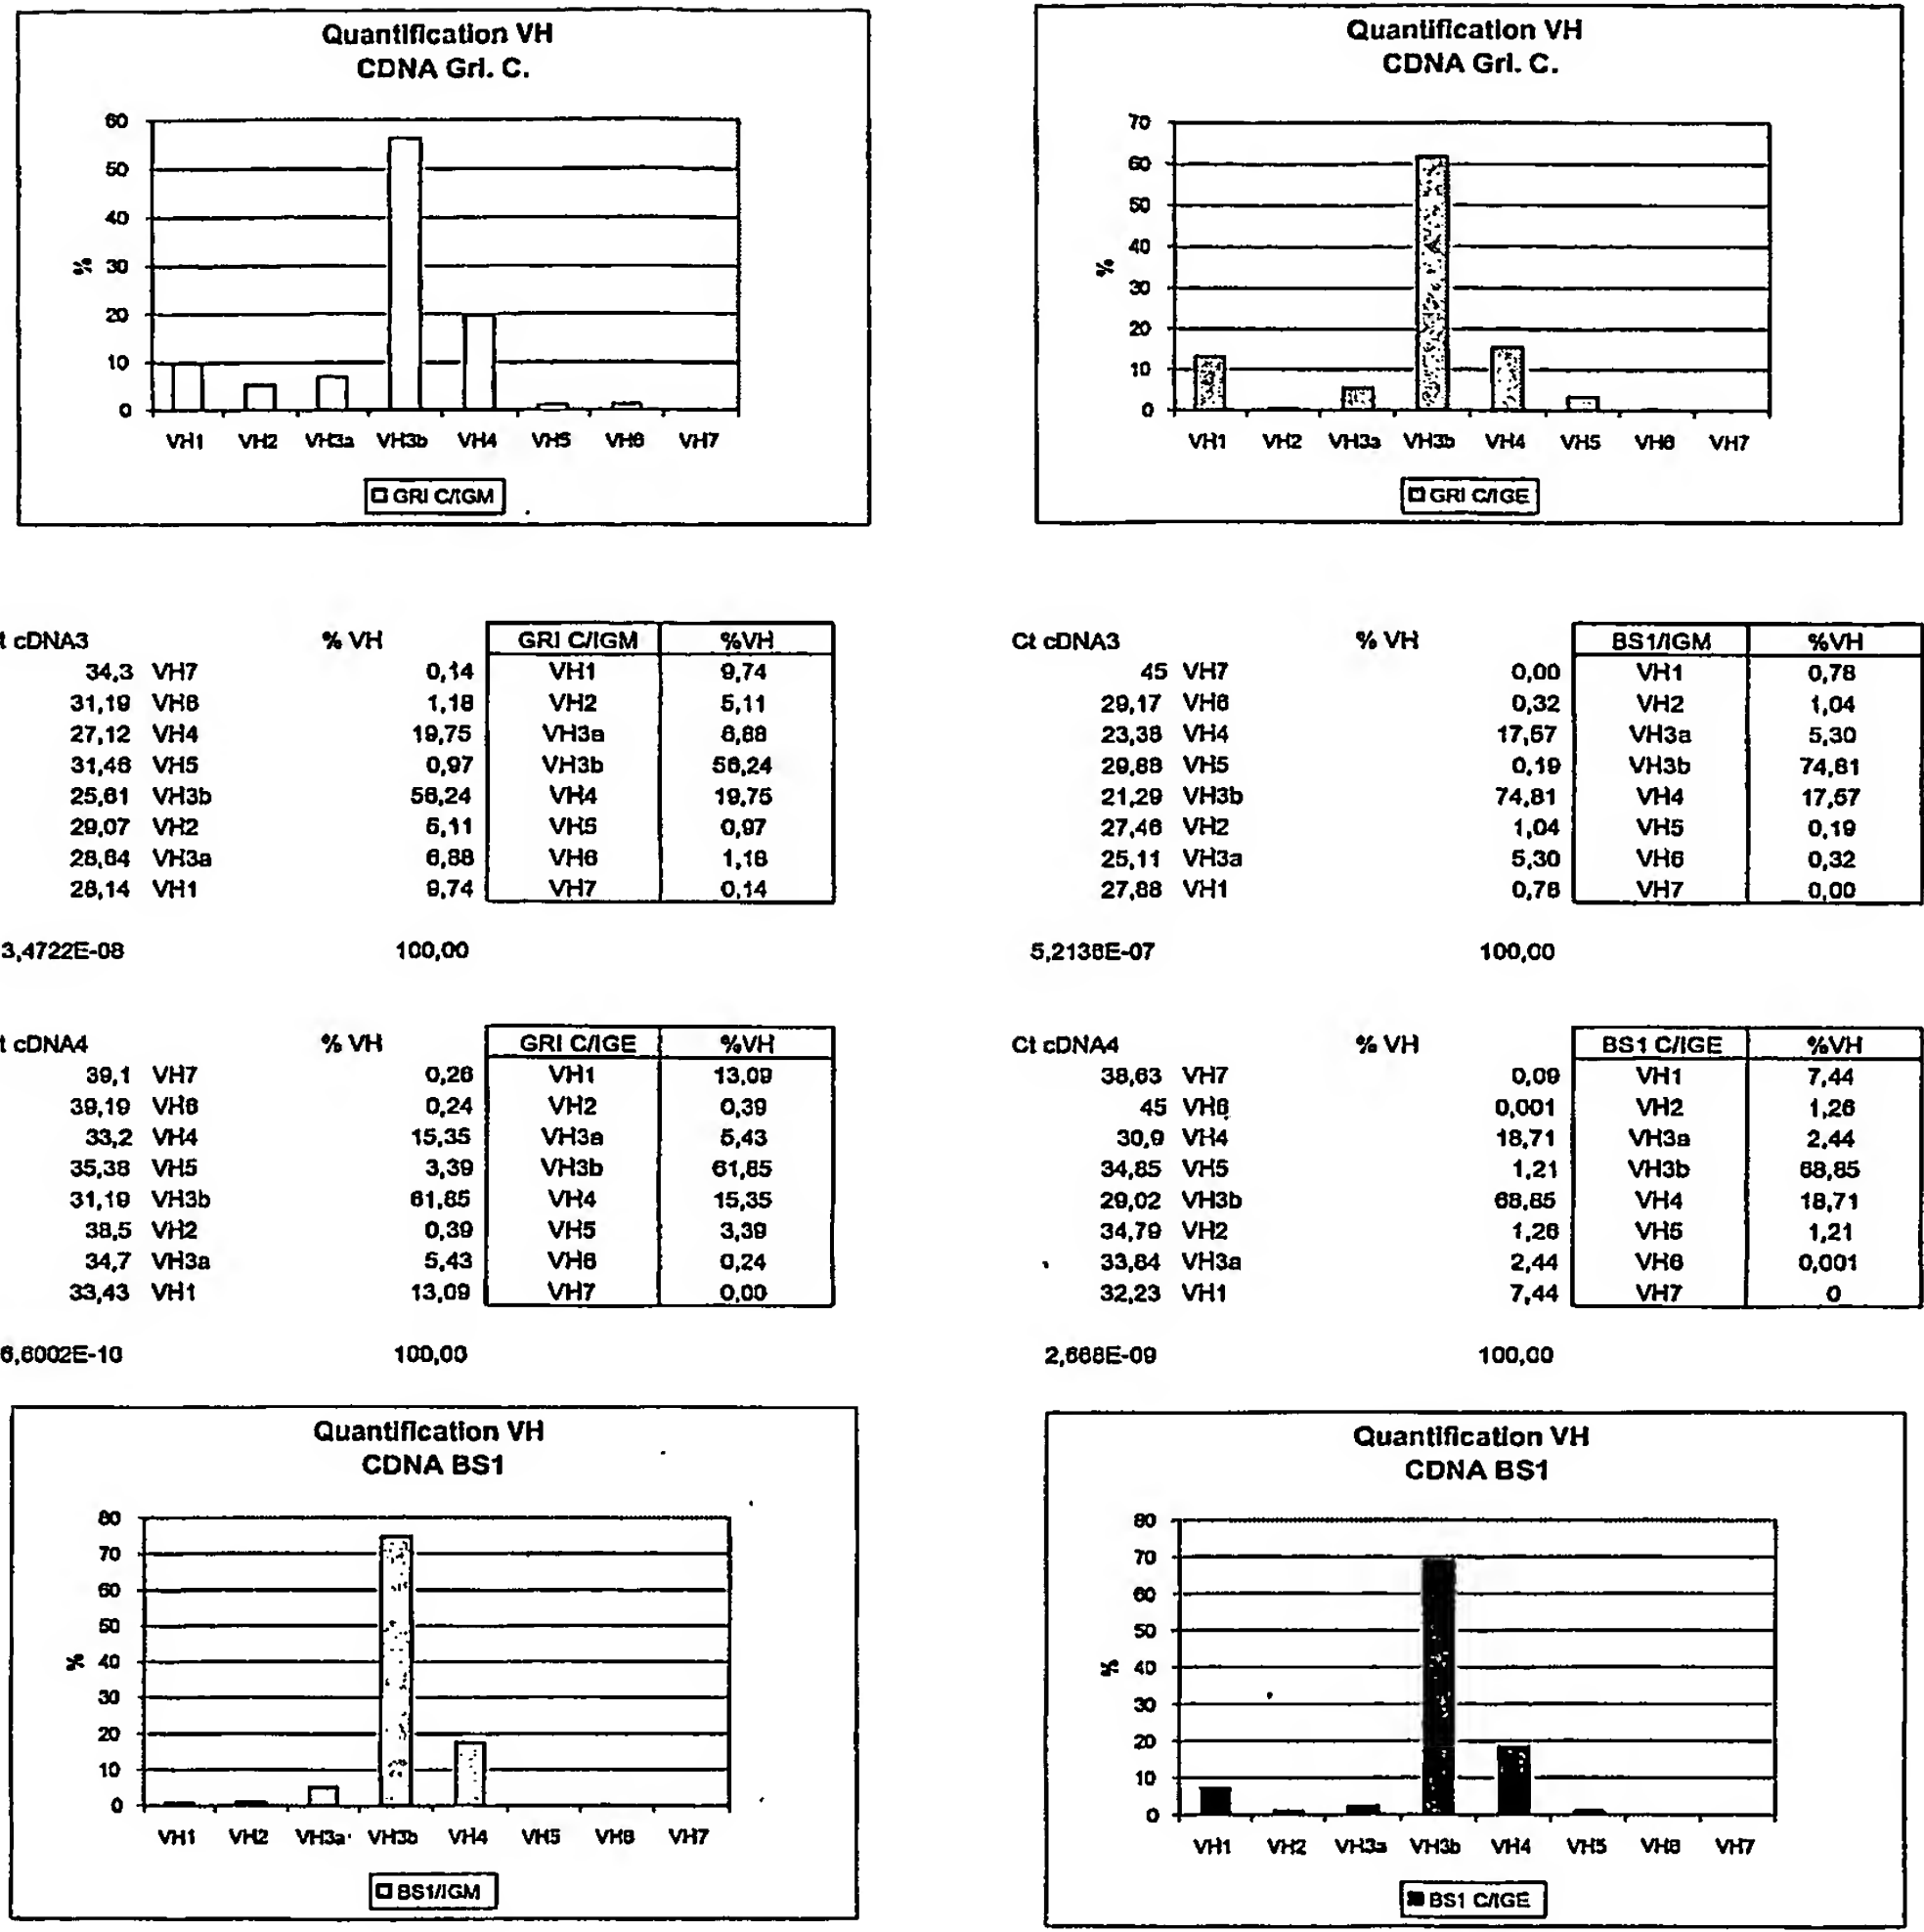 Quantification VH
CDNA Gri. C.
60
50
40
30
20
10
0
%
VH1 VH2 VH3a VH3b VH4 VH5 VH6 VH7
GRI C/IGM
Quantification VH
CDNA Gri. C.
70
60
50
40
30
20
10
0
%
VH1 VH2 VH3a VH3b VH4 VH5 VH6 VH7
GRI C/IGE
t cDNA3 % VH GRI C/IGM %VH
34,3 VH7 0,14 VH1 9,74
31,19 VH6 1,18 VH2 5,11
27,12 VH4 19,75 VH3a 6,88
31,46 VH5 0,97 VH3b 56,24
25,61 VH3b 56,24 VH4 19,75
29,07 VH2 5,11 VH5 0,97
28,64 VH3a 6,88 VH6 1,18
28,14 VH1 9,74 VH7 0,14
3,4722E-08 100,00
Ct cDNA3 % VH BS1/IGM %VH
45 VH7 0,00 VH1 0,78
29,17 VH6 0,32 VH2 1,04
23,38 VH4 17,57 VH3a 5,30
29,88 VH5 0,19 VH3b 74,81
21,29 VH3b 74,81 VH4 17,57
27,46 VH2 1,04 VH5 0,19
25,11 VH3a 5,30 VH6 0,32
27,88 VH1 0,78 VH7 0,00
5,2136E-07 100,00
t cDNA4 % VH GRI C/IGE %VH
39,1 VH7 0,26 VH1 13,09
39,19 VH6 0,24 VH2 0,39
33,2 VH4 15,35 VH3a 5,43
35,38 VH5 3,39 VH3b 61,85
31,19 VH3b 61,85 VH4 15,35
38,5 VH2 0,39 VH5 3,39
34,7 VH3a 5,43 VH6 0,24
33,43 VH1 13,09 VH7 0,00
6,6002E-10 100,00
Ct cDNA4 % VH BS1 C/IGE %VH
38,63 VH7 0,09 VH1 7,44
45 VH6 0,001 VH2 1,26
30,9 VH4 18,71 VH3a 2,44
34,85 VH5 1,21 VH3b 68,85
29,02 VH3b 68,85 VH4 18,71
34,79 VH2 1,26 VH5 1,21
33,84 VH3a 2,44 VH6 0,001
32,23 VH1 7,44 VH7 0
2,668E-09 100,00
Quantification VH
CDNA BS1
80
70
60
50
40
30
20
10
0
%
VH1 VH2 VH3a VH3b VH4 VH5 VH6 VH7
BS1/IGM
Quantification VH
CDNA BS1
80
70
60
50
40
30
20
10
0
%
VH1 VH2 VH3a VH3b VH4 VH5 VH6 VH7
BS1 C/IGE